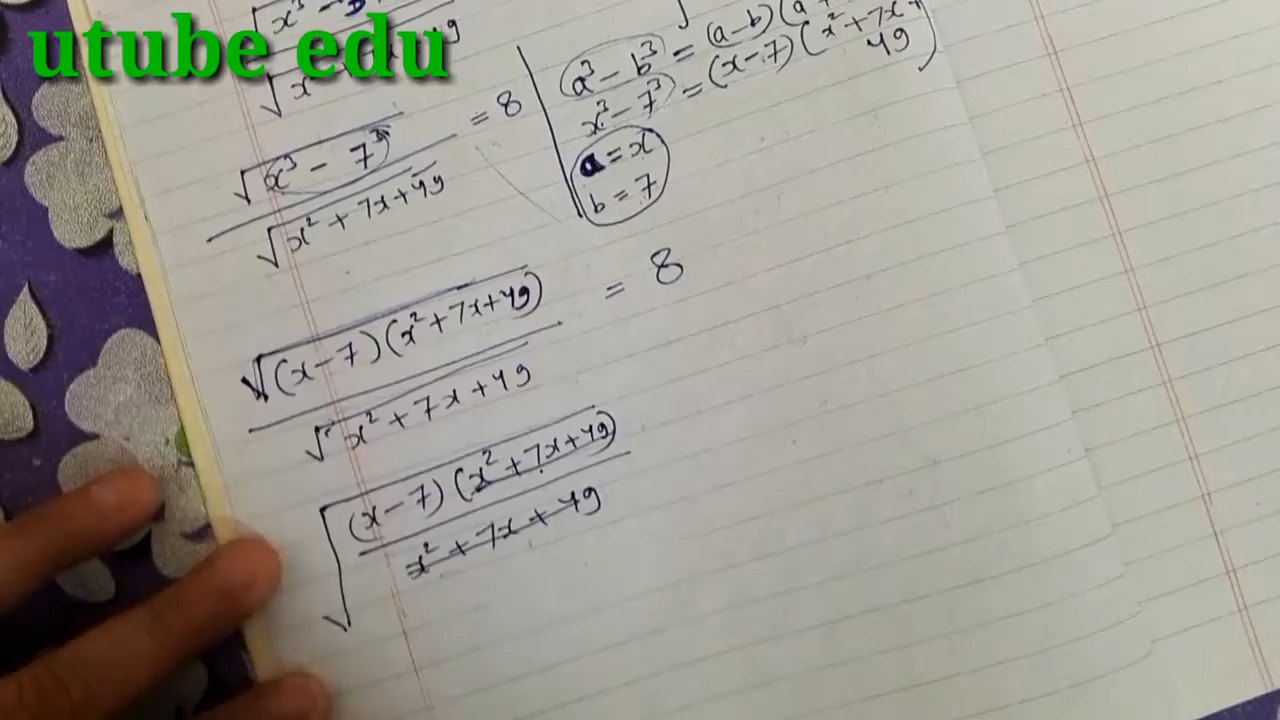 utube edu
√x³ -
√x
√x³ - 7³ = 8
√x² + 7x + 49
a³ - b³ = (a-b)(a
x³ - 7³ = (x-7)(x² + 7x +
49)
a = x
b = 7
√(x-7)(x² + 7x + 49) = 8
√x² + 7x + 49
√(x-7)(x² + 7x + 49)
x² + 7x + 49